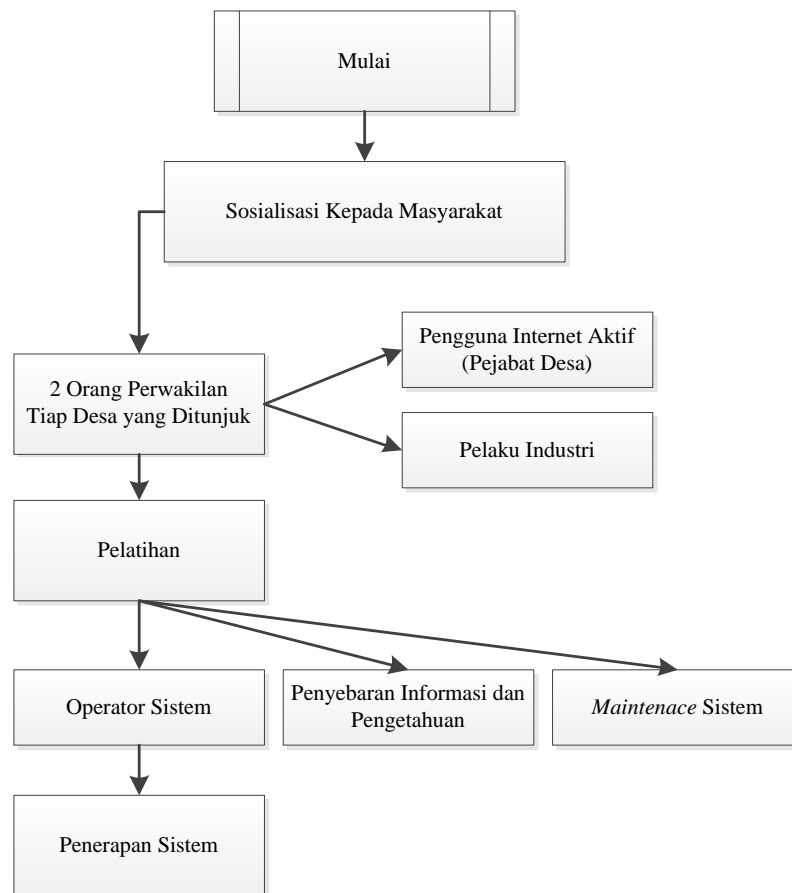 Mulai
Sosialisasi Kepada Masyarakat
Pengguna Internet Aktif
(Pejabat Desa)
2 Orang Perwakilan
Tiap Desa yang Ditunjuk
Pelaku Industri
Pelatihan
Operator Sistem
Penyebaran Informasi dan
Pengetahuan
Maintenace Sistem
Penerapan Sistem